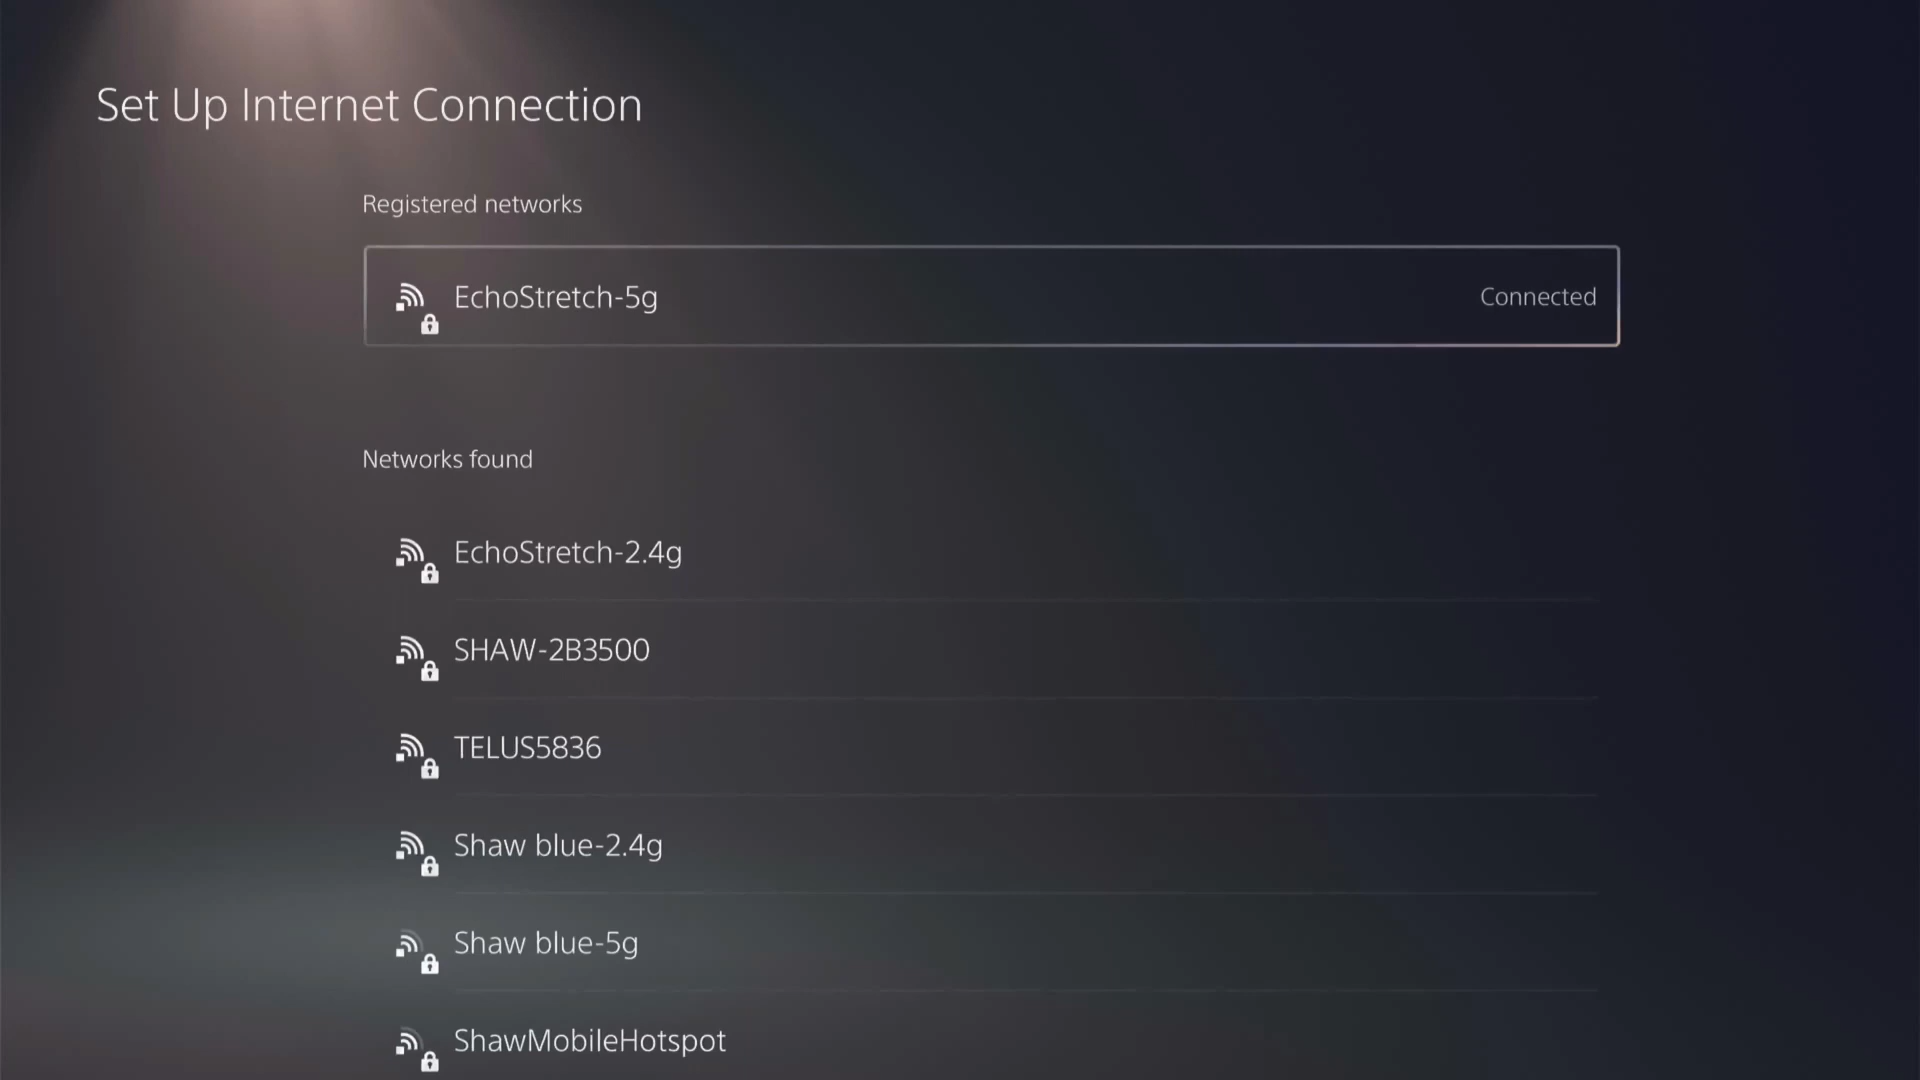 Set Up Internet Connection
Registered networks
EchoStretch-5g
Connected
Networks found
EchoStretch-2.4g
SHAW-2B3500
TELUS5836
Shaw blue-2.4g
Shaw blue-5g
ShawMobileHotspot